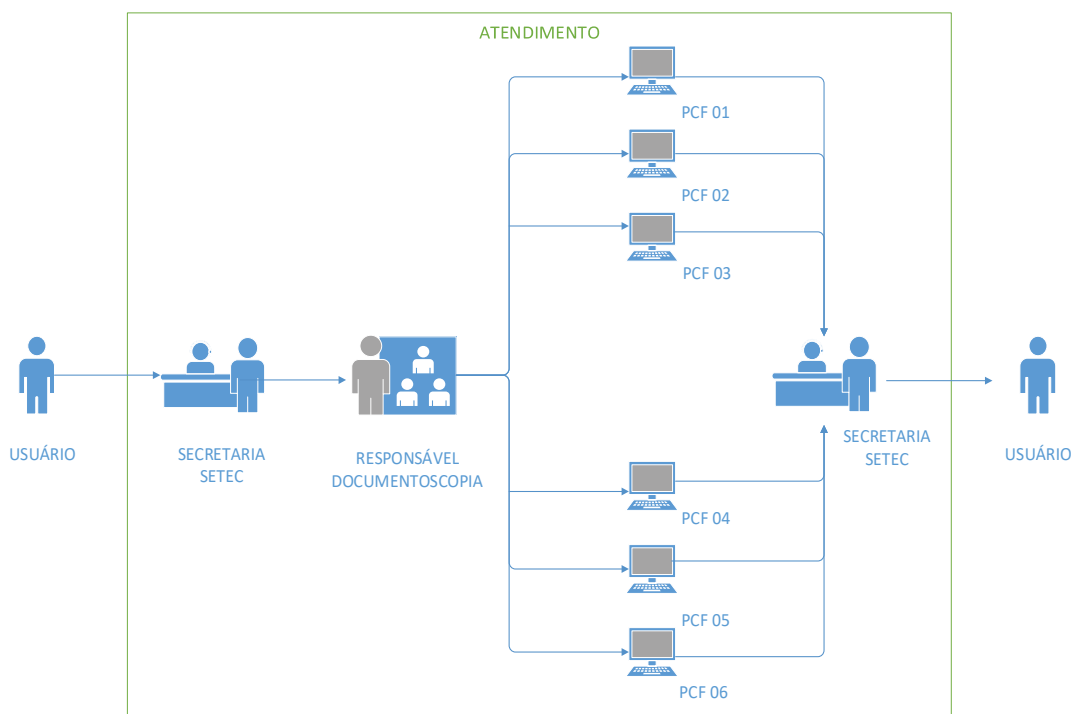 ATENDIMENTO
PCF 01
PCF 02
PCF 03
USUÁRIO
SECRETARIA
SETEC
RESPONSÁVEL
DOCUMENTOSCOPIA
SECRETARIA
SETEC
USUÁRIO
PCF 04
PCF 05
PCF 06